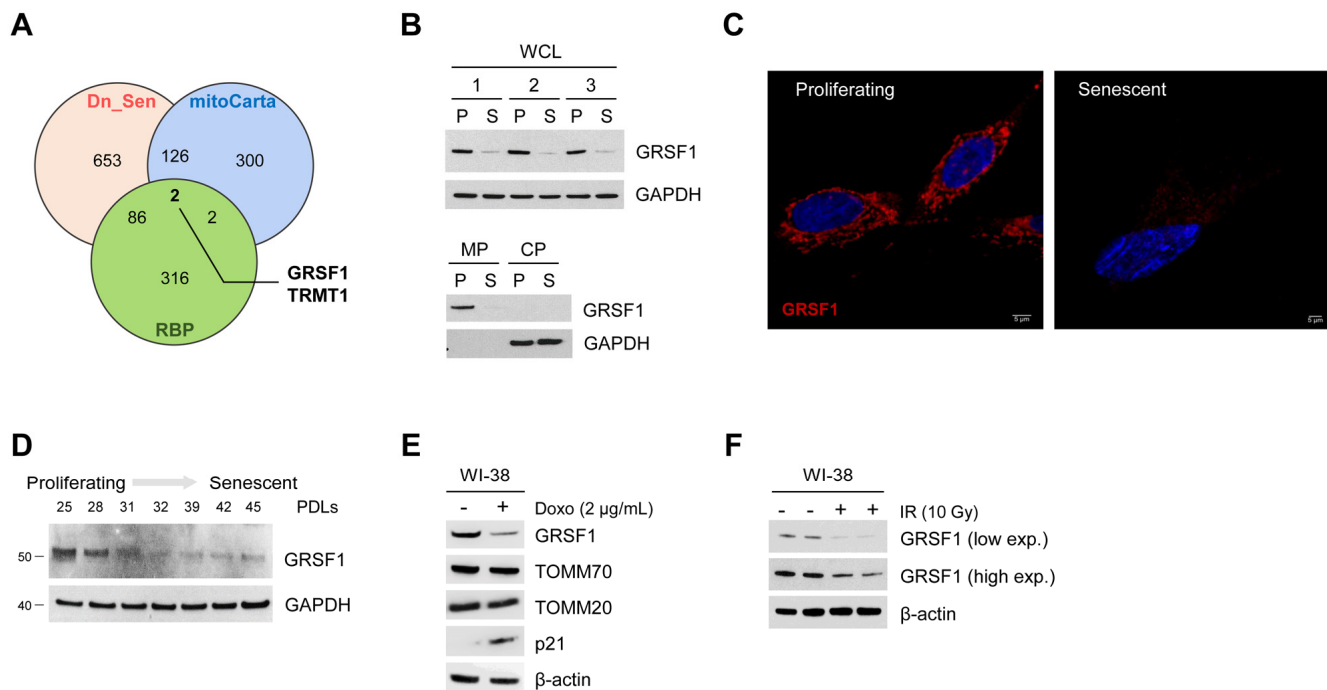 A
Dn_Sen
mitoCarta
653
126
300
2
86
2
316
GRSF1
TRMT1
RBP
B
WCL
1 2 3
P S P S P S
GRSF1
GAPDH
MP CP
P S P S
GRSF1
GAPDH
C
Proliferating
GRSF1
5 µm
Senescent
5 µm
D
Proliferating Senescent
25 28 31 32 39 42 45 PDLs
50 GRSF1
40 GAPDH
E
WI-38
- + Doxo (2 µg/mL)
GRSF1
TOMM70
TOMM20
p21
β-actin
F
WI-38
- - + + IR (10 Gy)
GRSF1 (low exp.)
GRSF1 (high exp.)
β-actin